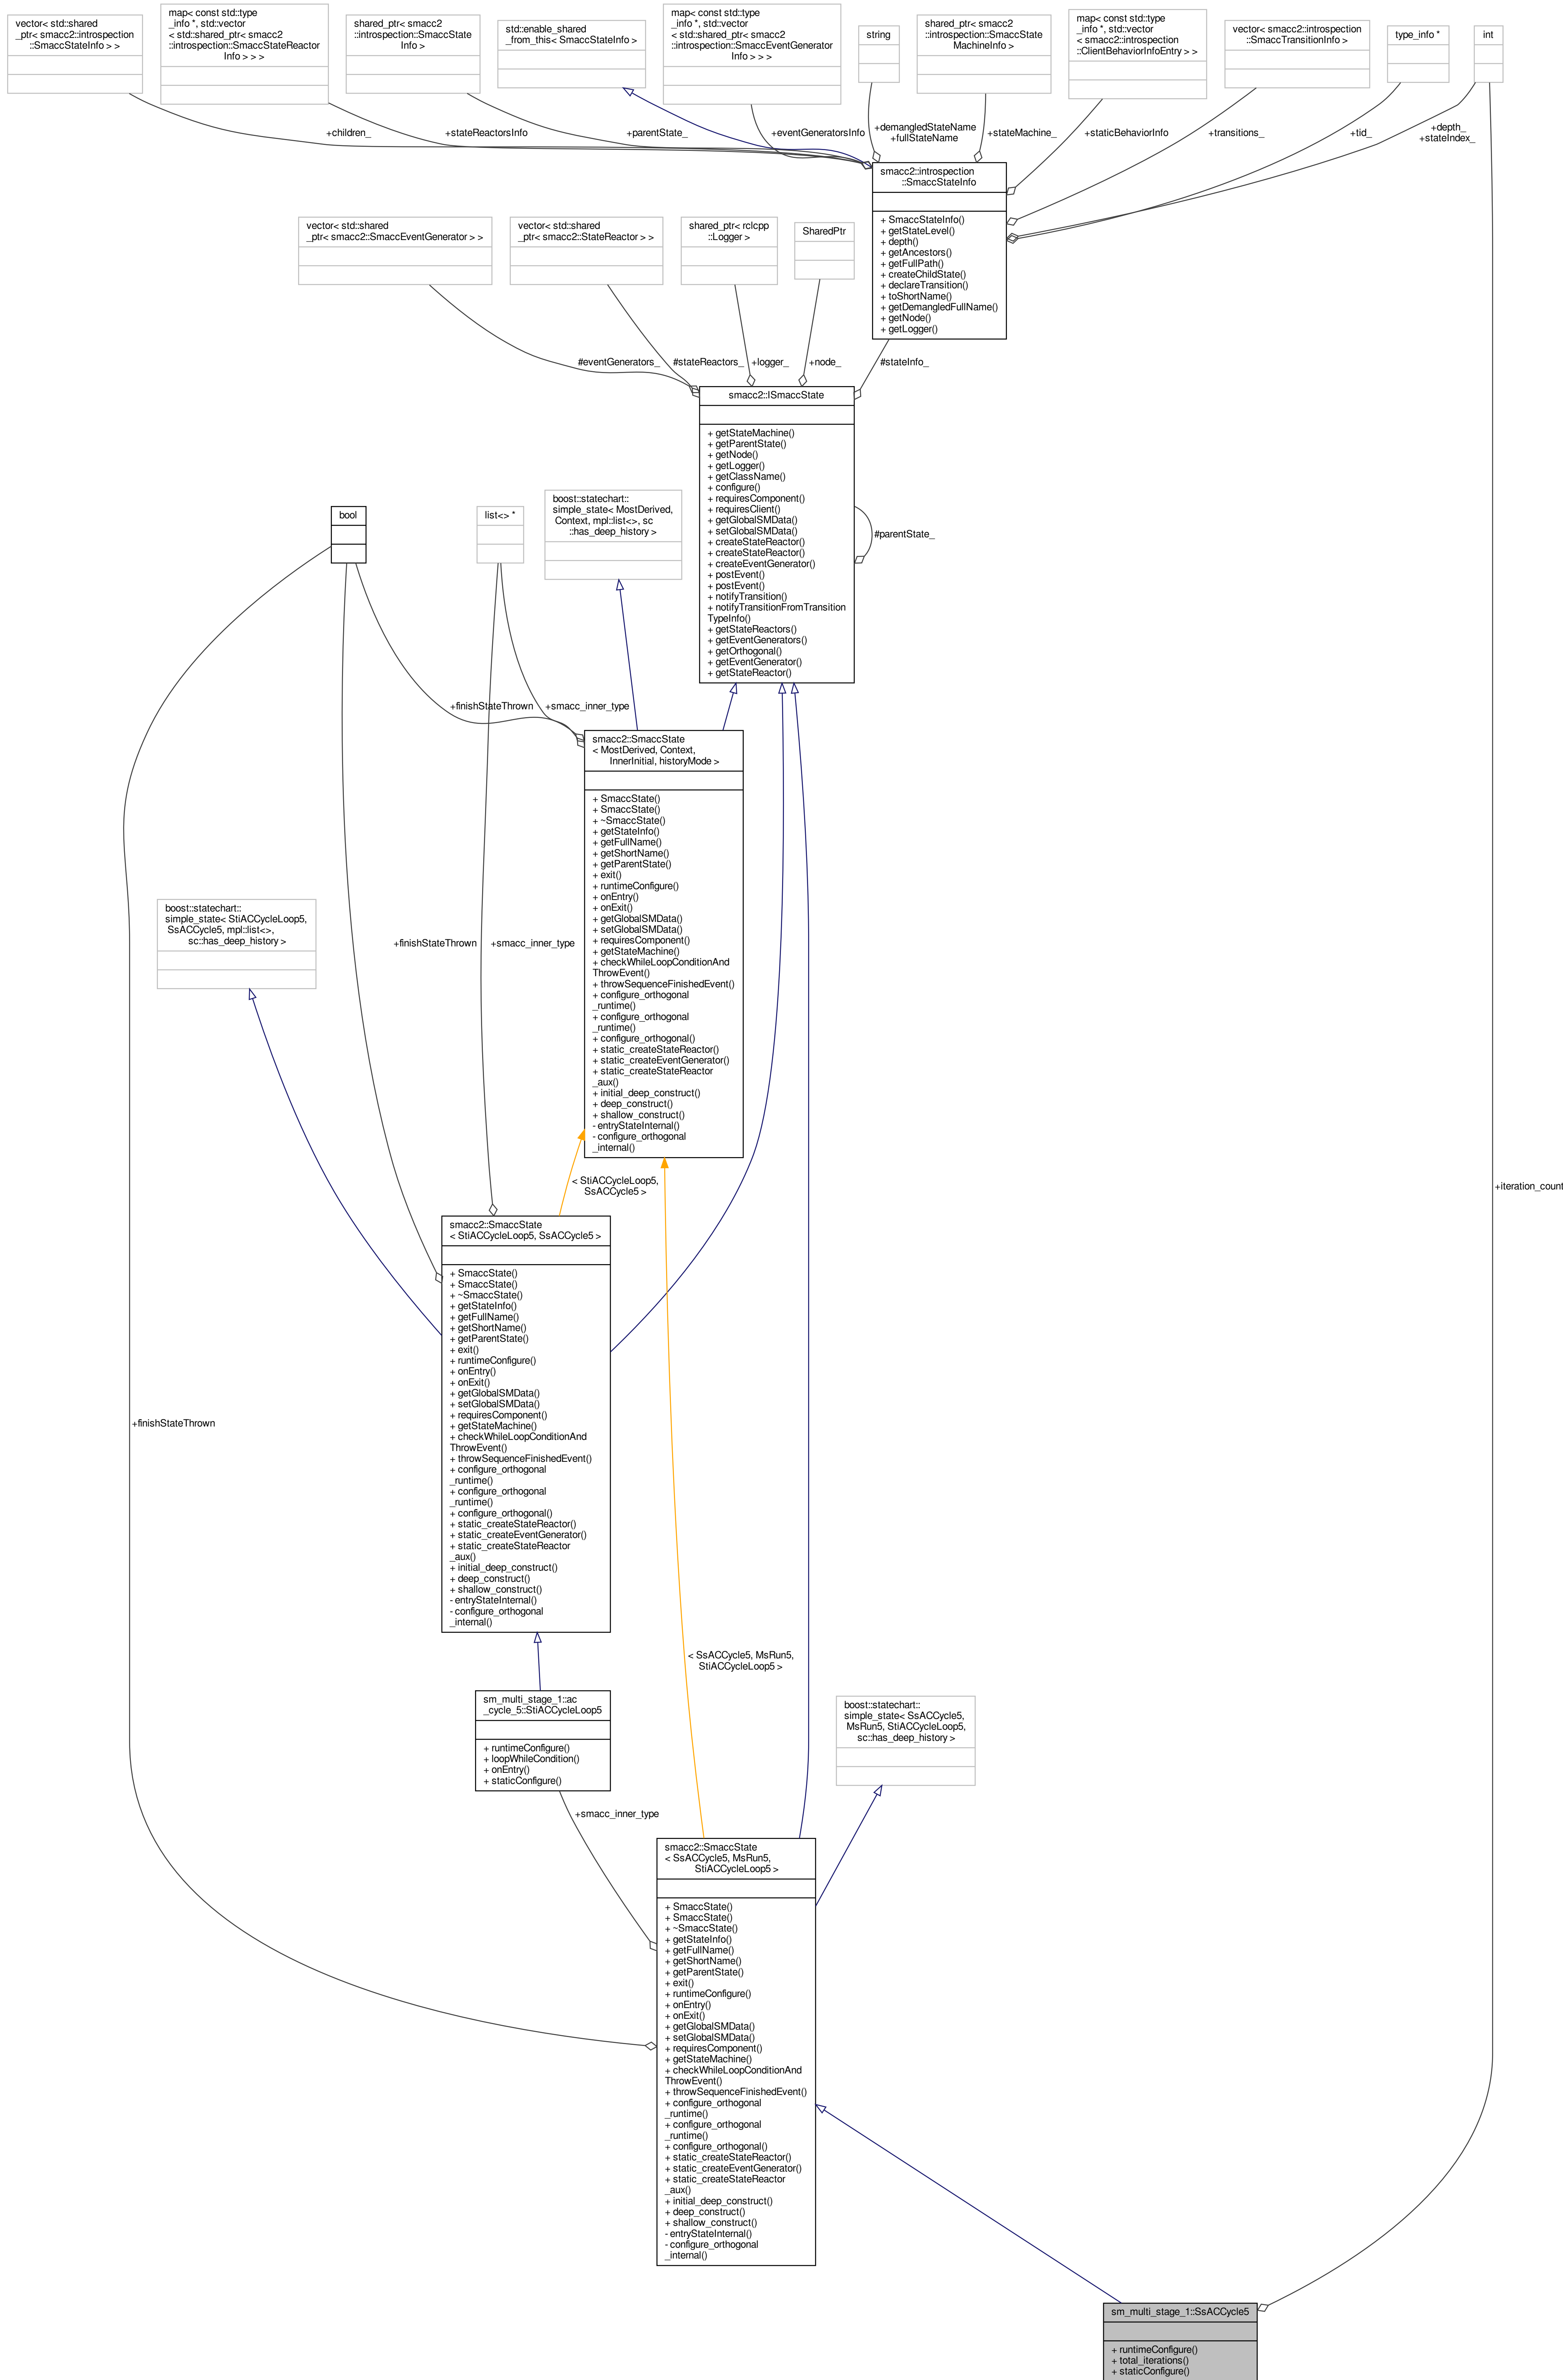 vector< std::shared
_ptr< smacc2::introspection
::SmaccStateInfo > >
map< const std::type
_info *, std::vector
< std::shared_ptr< smacc2
::introspection::SmaccStateReactor
Info > > >
shared_ptr< smacc2
::introspection::SmaccState
Info >
std::enable_shared
_from_this< SmaccStateInfo >
map< const std::type
_info *, std::vector
< std::shared_ptr< smacc2
::introspection::SmaccEventGenerator
Info > > >
string
shared_ptr< smacc2
::introspection::SmaccState
MachineInfo >
map< const std::type
_info *, std::vector
< smacc2::introspection
::ClientBehaviorInfoEntry > >
vector< smacc2::introspection
::SmaccTransitionInfo >
type_info *
int
+children_
+stateReactorsInfo
+parentState_
+eventGeneratorsInfo
+demangledStateName
+fullStateName
+stateMachine_
+staticBehaviorInfo
+transitions_
+tid_
+depth_
+stateIndex_
smacc2::introspection
::SmaccStateInfo
+ SmaccStateInfo()
+ getStateLevel()
+ depth()
+ getAncestors()
+ getFullPath()
+ createChildState()
+ declareTransition()
+ toShortName()
+ getDemangledFullName()
+ getNode()
+ getLogger()
vector< std::shared
_ptr< smacc2::SmaccEventGenerator > >
vector< std::shared
_ptr< smacc2::StateReactor > >
shared_ptr< rclcpp
::Logger >
SharedPtr
#eventGenerators_
#stateReactors_
+logger_
+node_
#stateInfo_
smacc2::ISmaccState
+ getStateMachine()
+ getParentState()
+ getNode()
+ getLogger()
+ getClassName()
+ configure()
+ requiresComponent()
+ requiresClient()
+ getGlobalSMData()
+ setGlobalSMData()
+ createStateReactor()
+ createStateReactor()
+ createEventGenerator()
+ postEvent()
+ postEvent()
+ notifyTransition()
+ notifyTransitionFromTransition
TypeInfo()
+ getStateReactors()
+ getEventGenerators()
+ getOrthogonal()
+ getEventGenerator()
+ getStateReactor()
#parentState_
bool
list<> *
boost::statechart::
simple_state< MostDerived,
Context, mpl::list<>, sc
::has_deep_history >
+finishStateThrown
+smacc_inner_type
smacc2::SmaccState
< MostDerived, Context,
InnerInitial, historyMode >
+ SmaccState()
+ SmaccState()
+ ~SmaccState()
+ getStateInfo()
+ getFullName()
+ getShortName()
+ getParentState()
+ exit()
+ runtimeConfigure()
+ onEntry()
+ onExit()
+ getGlobalSMData()
+ setGlobalSMData()
+ requiresComponent()
+ getStateMachine()
+ checkWhileLoopConditionAnd
ThrowEvent()
+ throwSequenceFinishedEvent()
+ configure_orthogonal
_runtime()
+ configure_orthogonal
_runtime()
+ configure_orthogonal()
+ static_createStateReactor()
+ static_createEventGenerator()
+ static_createStateReactor
_aux()
+ initial_deep_construct()
+ deep_construct()
+ shallow_construct()
- entryStateInternal()
- configure_orthogonal
_internal()
boost::statechart::
simple_state< StiACCycleLoop5,
SsACCycle5, mpl::list<>,
sc::has_deep_history >
+finishStateThrown
+smacc_inner_type
< StiACCycleLoop5,
SsACCycle5 >
+iteration_count
smacc2::SmaccState
< StiACCycleLoop5, SsACCycle5 >
+ SmaccState()
+ SmaccState()
+ ~SmaccState()
+ getStateInfo()
+ getFullName()
+ getShortName()
+ getParentState()
+ exit()
+ runtimeConfigure()
+ onEntry()
+ onExit()
+ getGlobalSMData()
+ setGlobalSMData()
+ requiresComponent()
+ getStateMachine()
+ checkWhileLoopConditionAnd
ThrowEvent()
+ throwSequenceFinishedEvent()
+ configure_orthogonal
_runtime()
+ configure_orthogonal
_runtime()
+ configure_orthogonal()
+ static_createStateReactor()
+ static_createEventGenerator()
+ static_createStateReactor
_aux()
+ initial_deep_construct()
+ deep_construct()
+ shallow_construct()
- entryStateInternal()
- configure_orthogonal
_internal()
+finishStateThrown
< SsACCycle5, MsRun5,
StiACCycleLoop5 >
sm_multi_stage_1::ac
_cycle_5::StiACCycleLoop5
+ runtimeConfigure()
+ loopWhileCondition()
+ onEntry()
+ staticConfigure()
boost::statechart::
simple_state< SsACCycle5,
MsRun5, StiACCycleLoop5,
sc::has_deep_history >
+smacc_inner_type
smacc2::SmaccState
< SsACCycle5, MsRun5,
StiACCycleLoop5 >
+ SmaccState()
+ SmaccState()
+ ~SmaccState()
+ getStateInfo()
+ getFullName()
+ getShortName()
+ getParentState()
+ exit()
+ runtimeConfigure()
+ onEntry()
+ onExit()
+ getGlobalSMData()
+ setGlobalSMData()
+ requiresComponent()
+ getStateMachine()
+ checkWhileLoopConditionAnd
ThrowEvent()
+ throwSequenceFinishedEvent()
+ configure_orthogonal
_runtime()
+ configure_orthogonal
_runtime()
+ configure_orthogonal()
+ static_createStateReactor()
+ static_createEventGenerator()
+ static_createStateReactor
_aux()
+ initial_deep_construct()
+ deep_construct()
+ shallow_construct()
- entryStateInternal()
- configure_orthogonal
_internal()
sm_multi_stage_1::SsACCycle5
+ runtimeConfigure()
+ total_iterations()
+ staticConfigure()